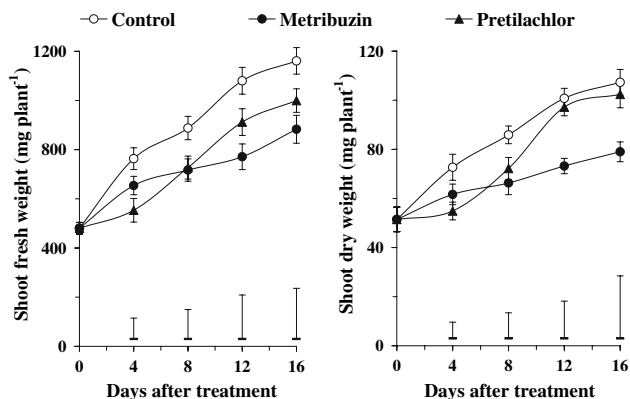 Control Metribuzin Pretilachlor
1200
800
400
0
Shoot fresh weight (mg plant-1)
0 4 8 12 16
Days after treatment
120
80
40
0
Shoot dry weight (mg plant-1)
0 4 8 12 16
Days after treatment